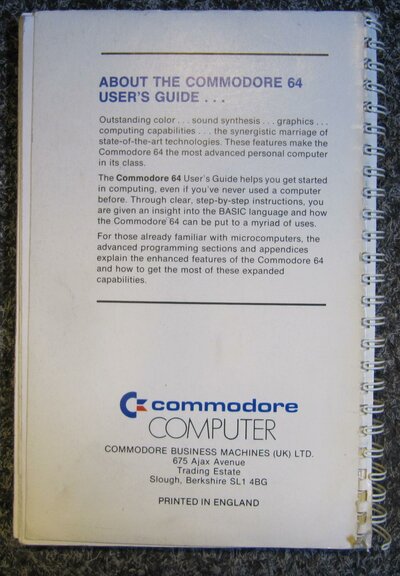 ABOUT THE COMMODORE 64
USER'S GUIDE . . .
Outstanding color . . . sound synthesis . . . graphics . . .
computing capabilities . . . the synergistic marriage of
state-of-the-art technologies. These features make the
Commodore 64 the most advanced personal computer
in its class.
The Commodore 64 User's Guide helps you get started
in computing, even if you've never used a computer
before. Through clear, step-by-step instructions, you
are given an insight into the BASIC language and how
the Commodore 64 can be put to a myriad of uses.
For those already familiar with microcomputers, the
advanced programming sections and appendices
explain the enhanced features of the Commodore 64
and how to get the most of these expanded
capabilities.
commodore
COMPUTER
COMMODORE BUSINESS MACHINES (UK) LTD.
675 Ajax Avenue
Trading Estate
Slough, Berkshire SL1 4BG
PRINTED IN ENGLAND